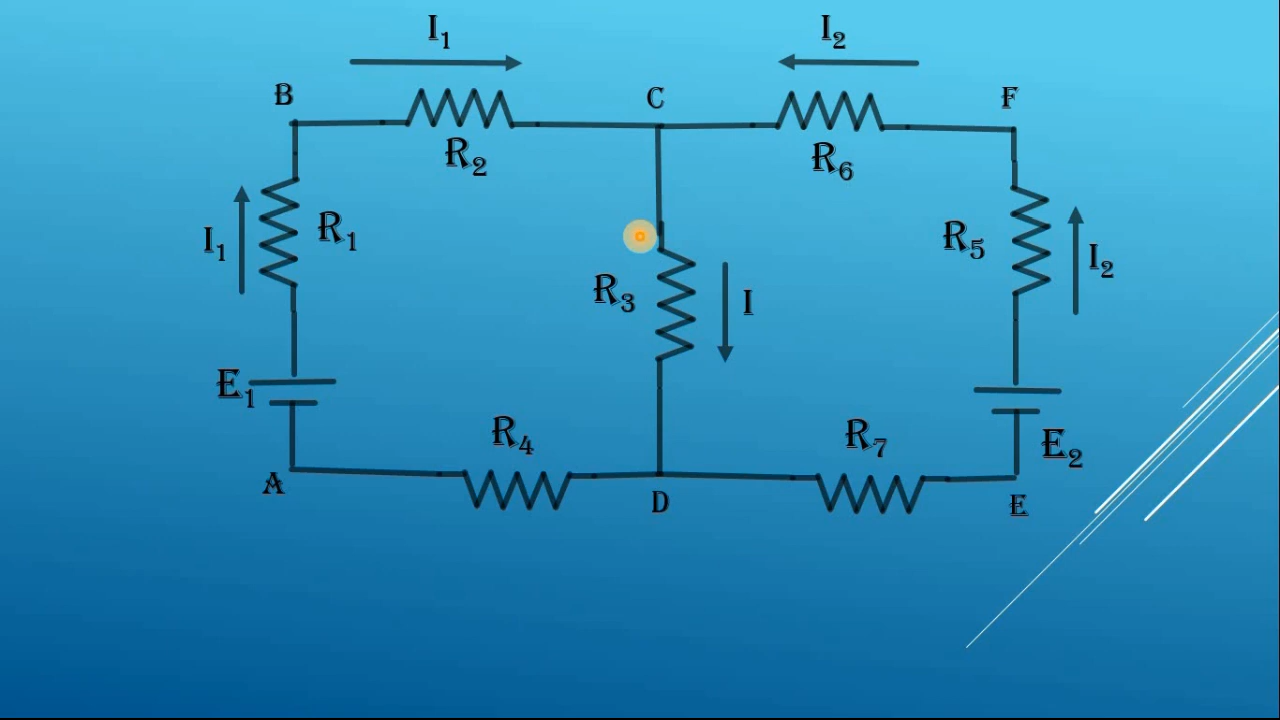 I₁
I₂
B
C
F
R₂
R₆
I₁
R₁
R₅
I₂
R₃
I
E₁
R₄
R₇
E₂
A
D
E